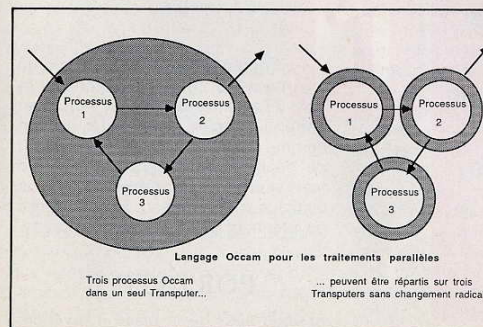 Processus
1
Processus
2
Processus
3
Processus
1
Processus
2
Processus
3
Langage Occam pour les traitements parallèles
Trois processus Occam
dans un seul Transputer...
... peuvent être répartis sur trois
Transputers sans changement radica